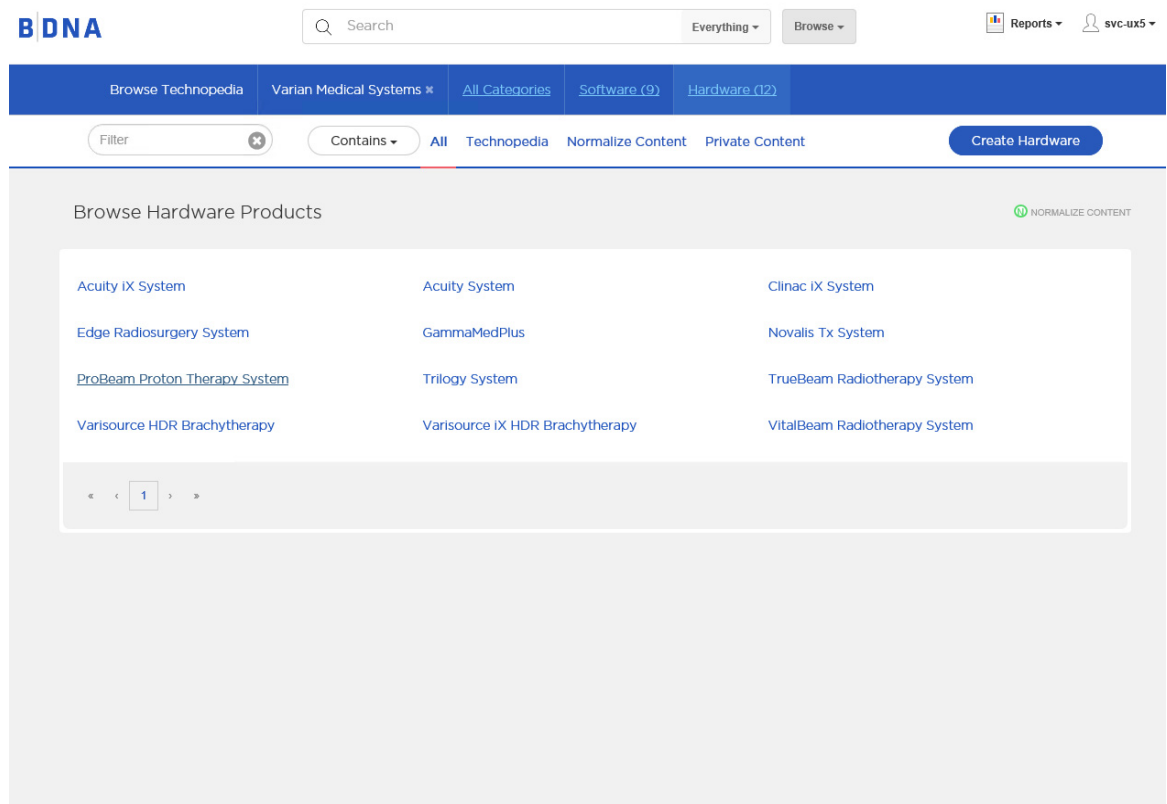 BDNA
Search
Everything
Browse
Reports
svc-ux5
Browse Technopedia
Varian Medical Systems
All Categories
Software (9)
Hardware (12)
Filter
Contains
All
Technopedia
Normalize Content
Private Content
Create Hardware
Browse Hardware Products
N NORMALIZE CONTENT
Acuity iX System
Acuity System
Clinac iX System
Edge Radiosurgery System
GammaMedPlus
Novalis Tx System
ProBeam Proton Therapy System
Trilogy System
TrueBeam Radiotherapy System
Varisource HDR Brachytherapy
Varisource iX HDR Brachytherapy
VitalBeam Radiotherapy System
« ‹ 1 › »